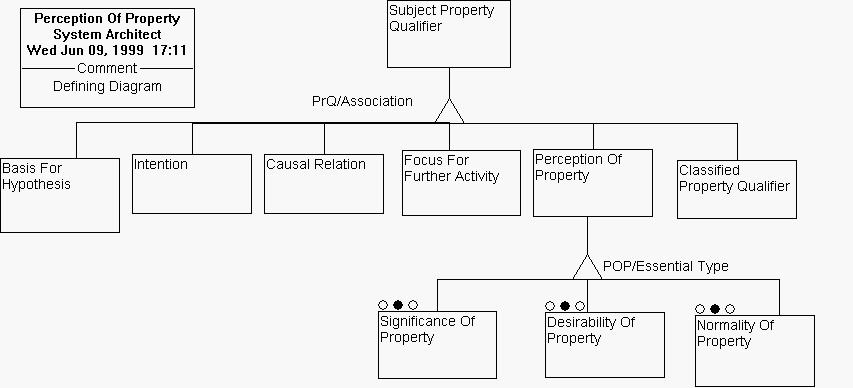 Perception Of Property
System Architect
Wed Jun 09, 1999 17:11
Comment
Defining Diagram
Subject Property
Qualifier
PrQ/Association
Basis For
Hypothesis
Intention
Causal Relation
Focus For
Further Activity
Perception Of
Property
Classified
Property Qualifier
POP/Essential Type
Significance Of
Property
Desirability Of
Property
Normality Of
Property